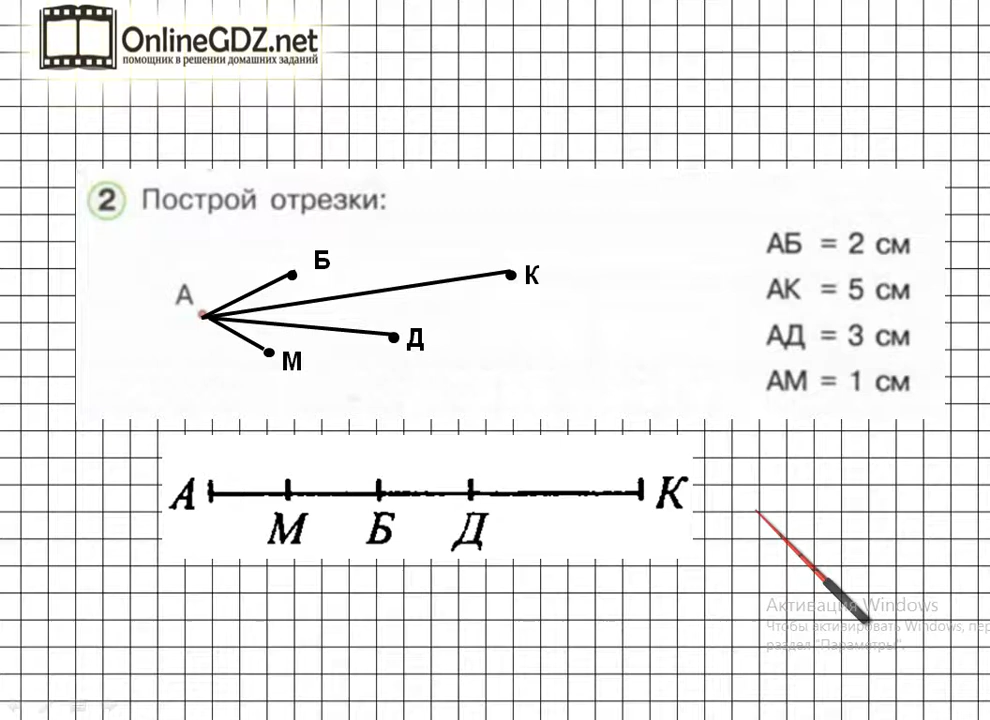 OnlineGDZ.net
помощник в решении домашних заданий
2 Построй отрезки:
АБ = 2 см
АК = 5 см
АД = 3 см
АМ = 1 см
Б
К
А
Д
М
А К
М Б Д
Активация Windows
Чтобы активировать Windows, пер
раздел "Параметры".